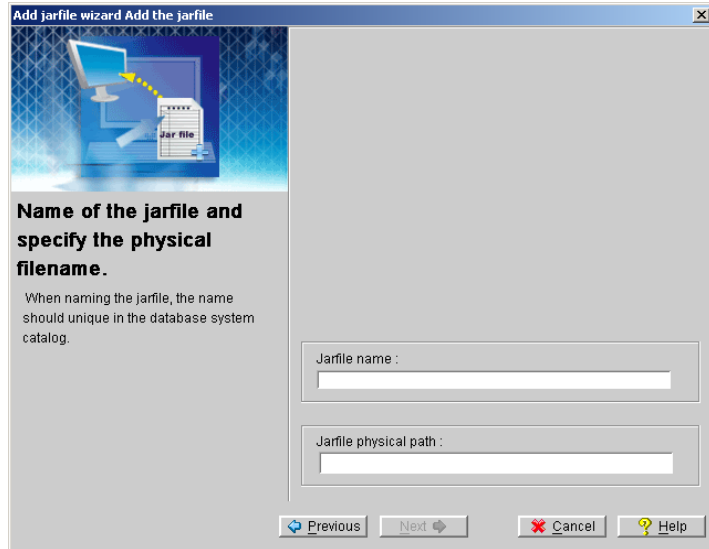 Add jarfile wizard Add the jarfile
Jar file
Name of the jarfile and
specify the physical
filename.
When naming the jarfile, the name
should unique in the database system
catalog.
Jarfile name :
Jarfile physical path :
Previous
Next
Cancel
Help